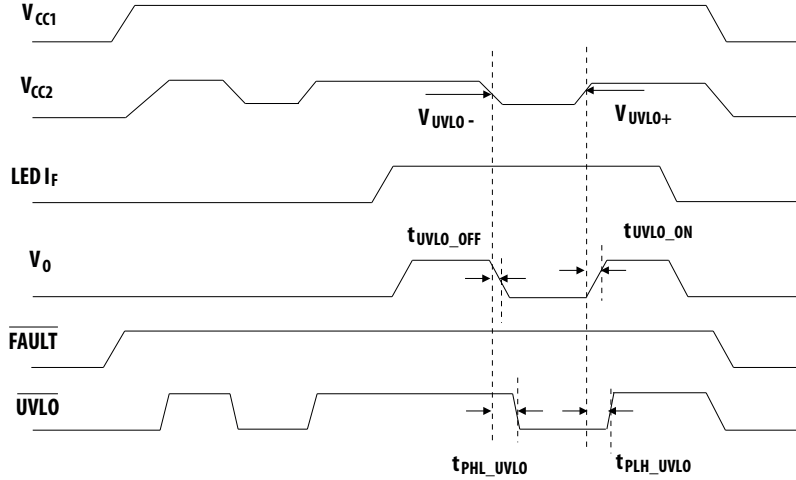 VCC1
VCC2
VUVLO -
VUVLO+
LED IF
tUVLO_OFF
tUVLO_ON
VO
FAULT
UVLO
tPHL_UVLO
tPLH_UVLO